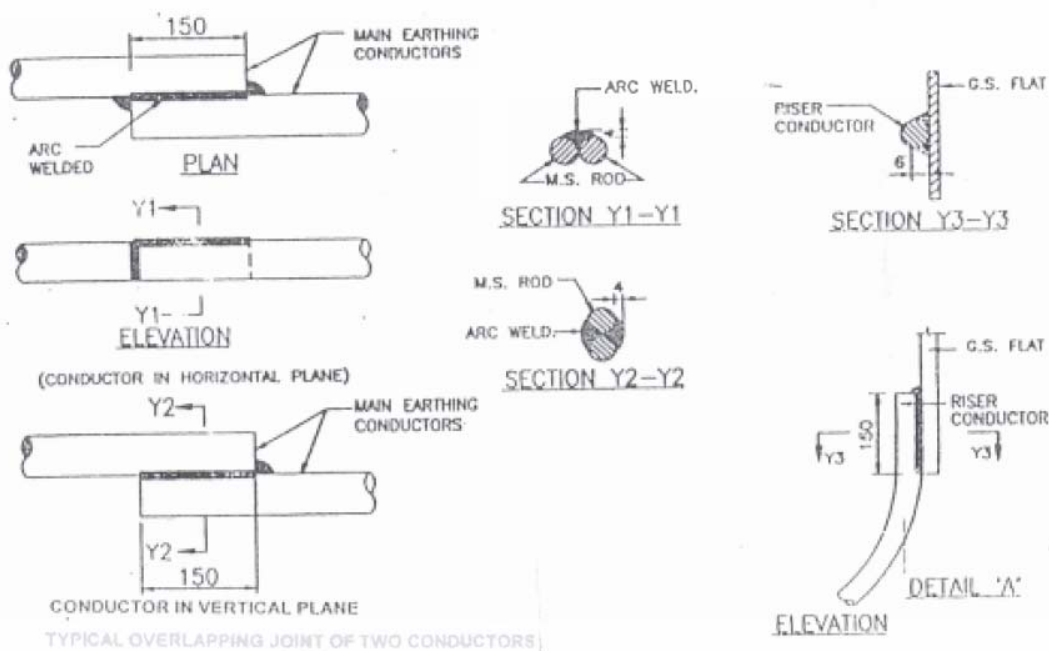 150
MAIN EARTHING
CONDUCTORS
ARC
WELDED
PLAN
Y1
Y1
ELEVATION
(CONDUCTOR IN HORIZONTAL PLANE)
Y2
MAIN EARTHING
CONDUCTORS
Y2
150
CONDUCTOR IN VERTICAL PLANE
TYPICAL OVERLAPPING JOINT OF TWO CONDUCTORS
ARC WELD.
M.S. ROD
SECTION Y1-Y1
M.S. ROD
4
ARC WELD.
SECTION Y2-Y2
G.S. FLAT
RISER
CONDUCTOR
6
SECTION Y3-Y3
G.S. FLAT
RISER
CONDUCTOR
150
Y3
Y3
DETAIL 'A'
ELEVATION